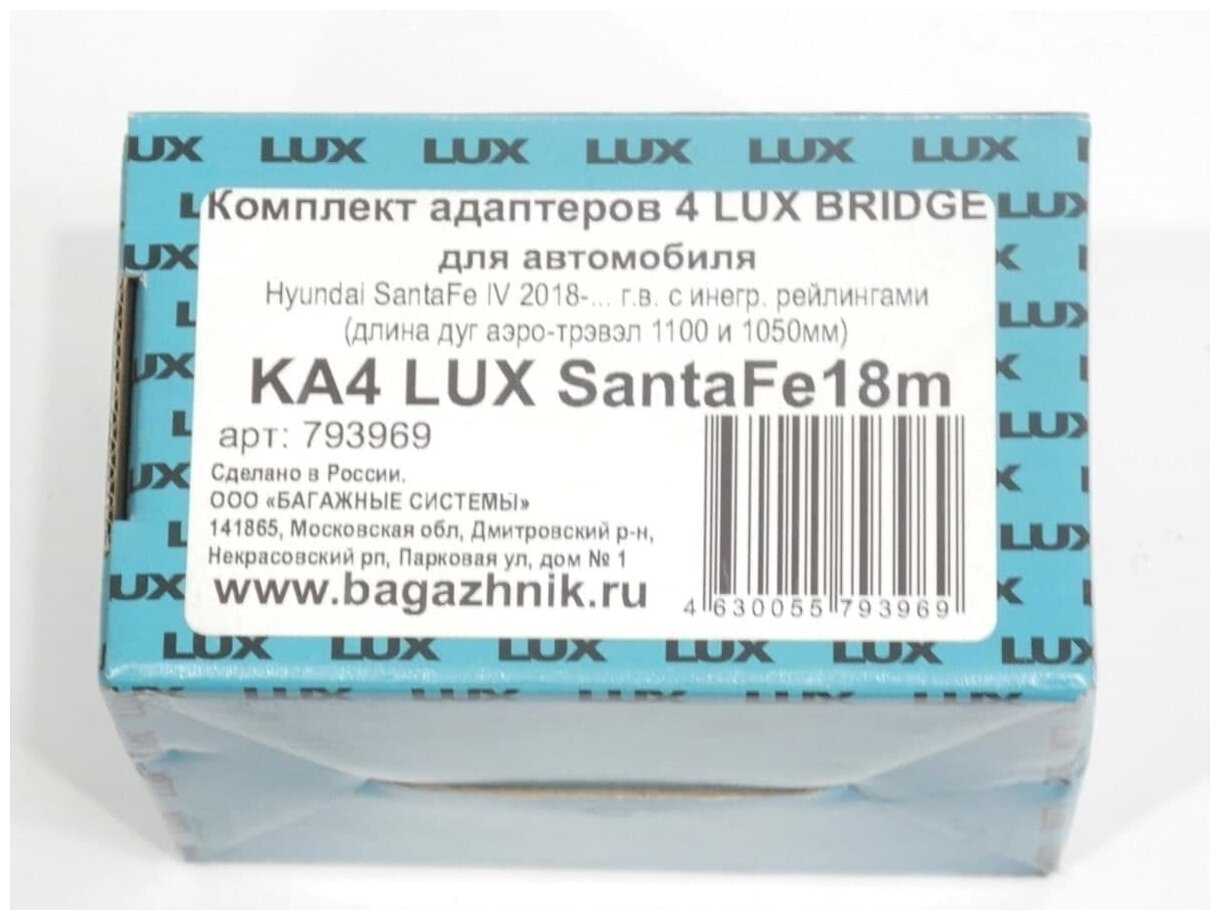 UX LUX LUX LUX LUX LUX
Комплект адаптеров 4 LUX BRIDGE LUX
для автомобиля
Hyundai SantaFe IV 2018-... г.в. с инегр. рейлингами
(длина дуг аэро-трэвэл 1100 и 1050мм)
KA4 LUX SantaFe18m
арт: 793969
Сделано в России.
ООО «БАГАЖНЫЕ СИСТЕМЫ»
141865, Московская обл, Дмитровский р-н,
Некрасовский рп, Парковая ул, дом № 1
www.bagazhnik.ru
4 630055 793969
LUX LUX LUX LUX LUX LUX